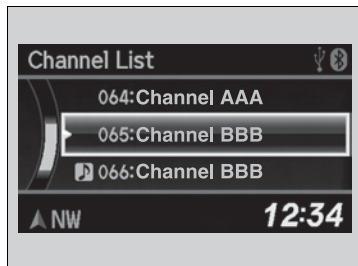 Channel List
064:Channel AAA
065:Channel BBB
066:Channel BBB
NW
12:34